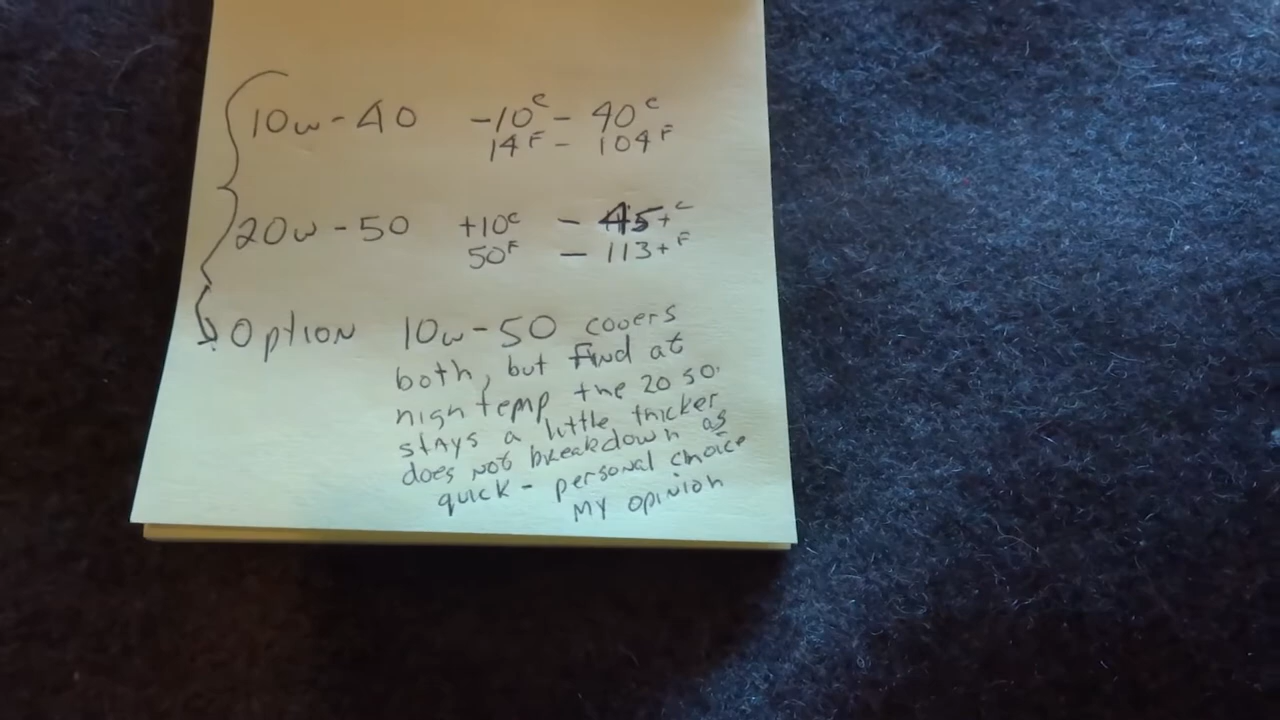 10w-40 -10c - 40c
14F - 104F
20w-50 +10c - 45+c
50F - 113+F
Option 10w-50 covers
both, but find at
high temp the 20 50.
stays a little thicker
does not breakdown as
quick - personal choice
My opinion